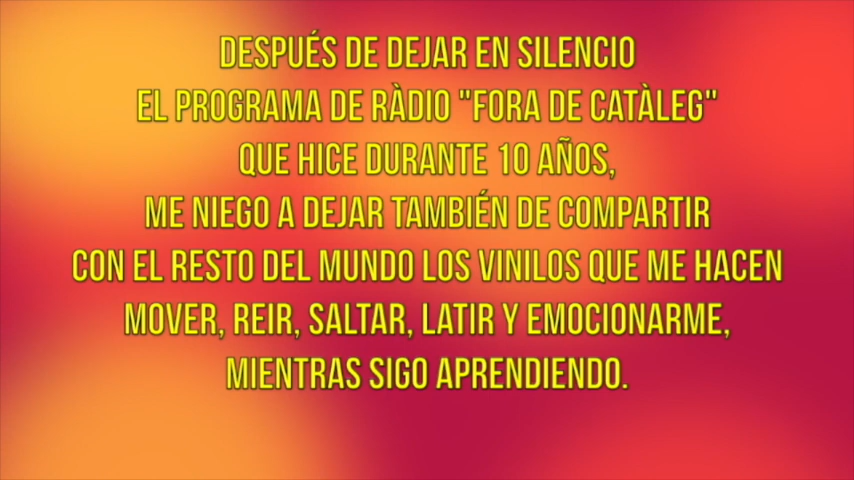 DESPUÉS DE DEJAR EN SILENCIO
EL PROGRAMA DE RÀDIO "FORA DE CATÀLEG"
QUE HICE DURANTE 10 AÑOS,
ME NIEGO A DEJAR TAMBIÉN DE COMPARTIR
CON EL RESTO DEL MUNDO LOS VINILOS QUE ME HACEN
MOVER, REIR, SALTAR, LATIR Y EMOCIONARME,
MIENTRAS SIGO APRENDIENDO.